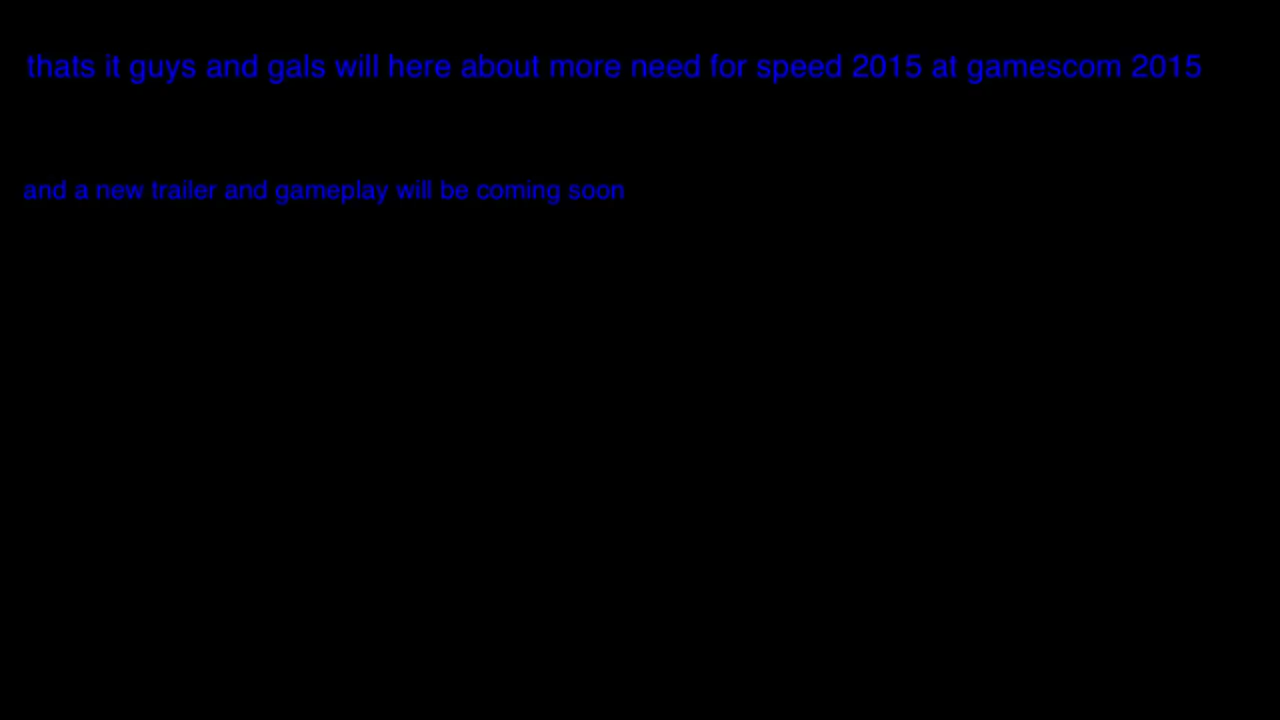 thats it guys and gals will here about more need for speed 2015 at gamescom 2015
and a new trailer and gameplay will be coming soon